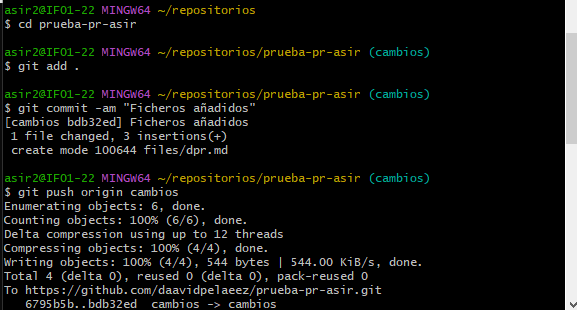 asir2@IFO1-22 MINGW64 ~/repositorios
$ cd prueba-pr-asir
asir2@IFO1-22 MINGW64 ~/repositorios/prueba-pr-asir (cambios)
$ git add .
asir2@IFO1-22 MINGW64 ~/repositorios/prueba-pr-asir (cambios)
$ git commit -am "Ficheros añadidos"
[cambios bdb32ed] Ficheros añadidos
 1 file changed, 3 insertions(+)
 create mode 100644 files/dpr.md
asir2@IFO1-22 MINGW64 ~/repositorios/prueba-pr-asir (cambios)
$ git push origin cambios
Enumerating objects: 6, done.
Counting objects: 100% (6/6), done.
Delta compression using up to 12 threads
Compressing objects: 100% (4/4), done.
Writing objects: 100% (4/4), 544 bytes | 544.00 KiB/s, done.
Total 4 (delta 0), reused 0 (delta 0), pack-reused 0
To https://github.com/daavidpelaeez/prueba-pr-asir.git
   6795b5b..bdb32ed  cambios -> cambios